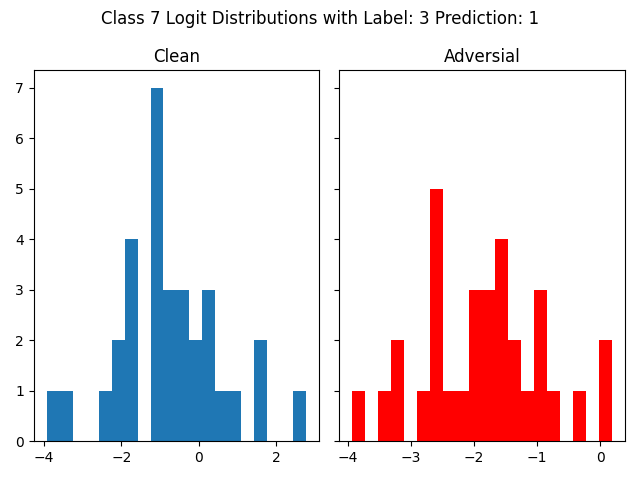 Class 7 Logit Distributions with Label: 3 Prediction: 1
Clean
Adversial
7
6
5
4
3
2
1
0
−4 −2 0 2
−4 −3 −2 −1 0